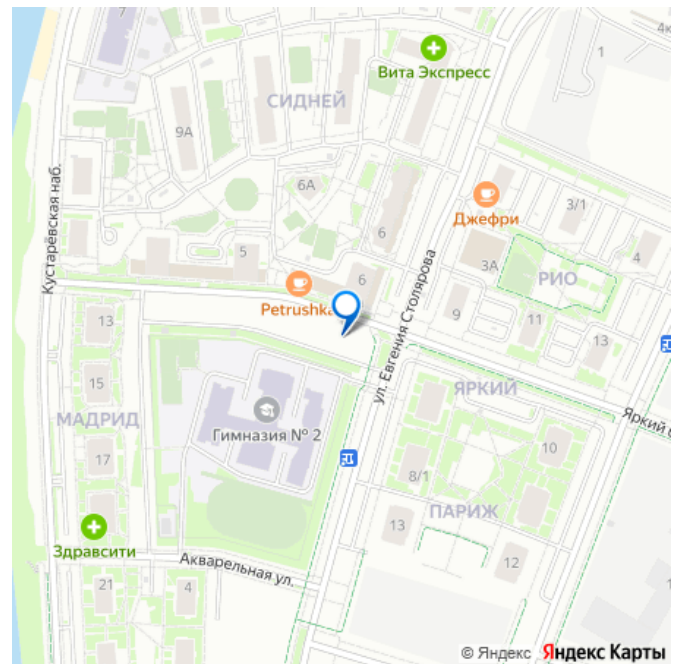 7
4к
1
Вита Экспресс
СИДНЕЙ
9А
Кустарёвская наб.
6А
3/1
Джефри
6
5
ул. Евгения Столярова
3А
4
РИО
6
Petrushka
13
9
11
13
15
ЯРКИЙ
Яркий
МАДРИД
Гимназия № 2
17
10
8/1
ПАРИЖ
13
Здравсити
12
Акварельная ул.
21
4
1
© Яндекс Яндекс Карты